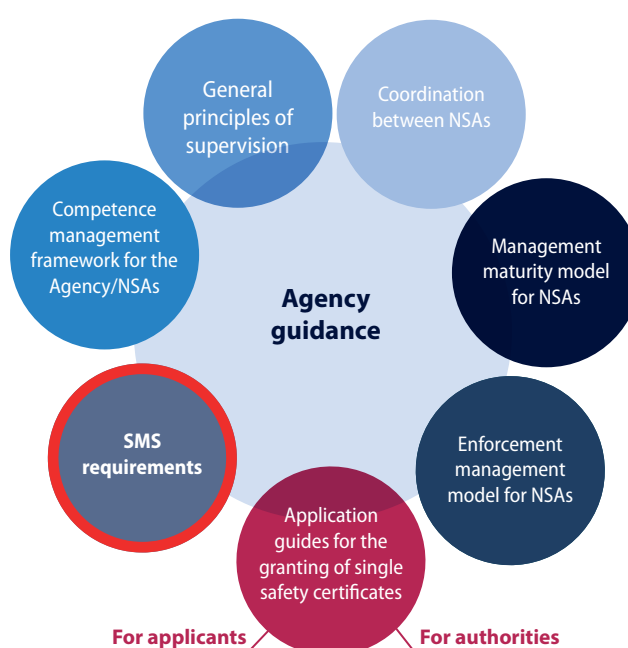 General
principles of
supervision
Coordination
between NSAs
Competence
management
framework for the
Agency/NSAs
Management
maturity model
for NSAs
Agency
guidance
SMS
requirements
Enforcement
management
model for NSAs
Application
guides for the
granting of single
safety certificates
For applicants
For authorities